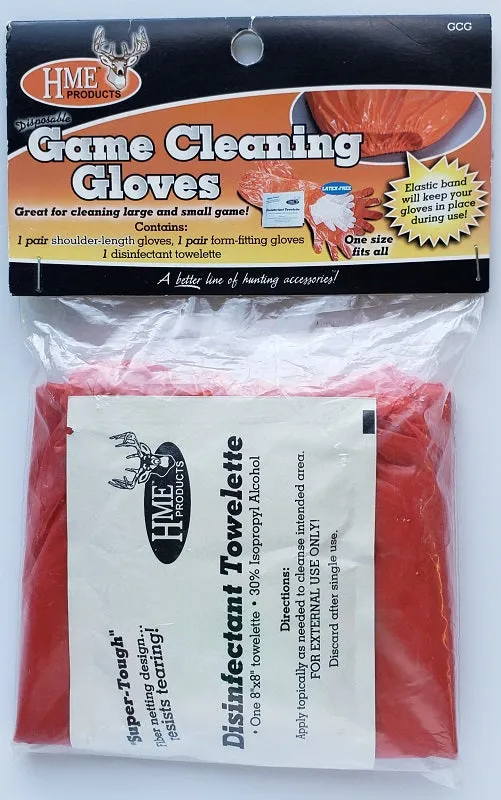 GCG
HME
PRODUCTS
Disposable
Game Cleaning
Gloves
Great for cleaning large and small game!
Contains:
1 pair shoulder-length gloves, 1 pair form-fitting gloves
1 disinfectant towelette
LATEX-FREE
Disinfectant Towelette
One size
fits all
Elastic band
will keep your
gloves in place
during use!
A better line of hunting accessories!
HME
PRODUCTS
"Super-Tough"
Fiber netting design...
resists tearing!
Disinfectant Towelette
• One 8"x8" towelette • 30% Isopropyl Alcohol
Directions:
Apply topically as needed to cleanse intended area.
FOR EXTERNAL USE ONLY!
Discard after single use.